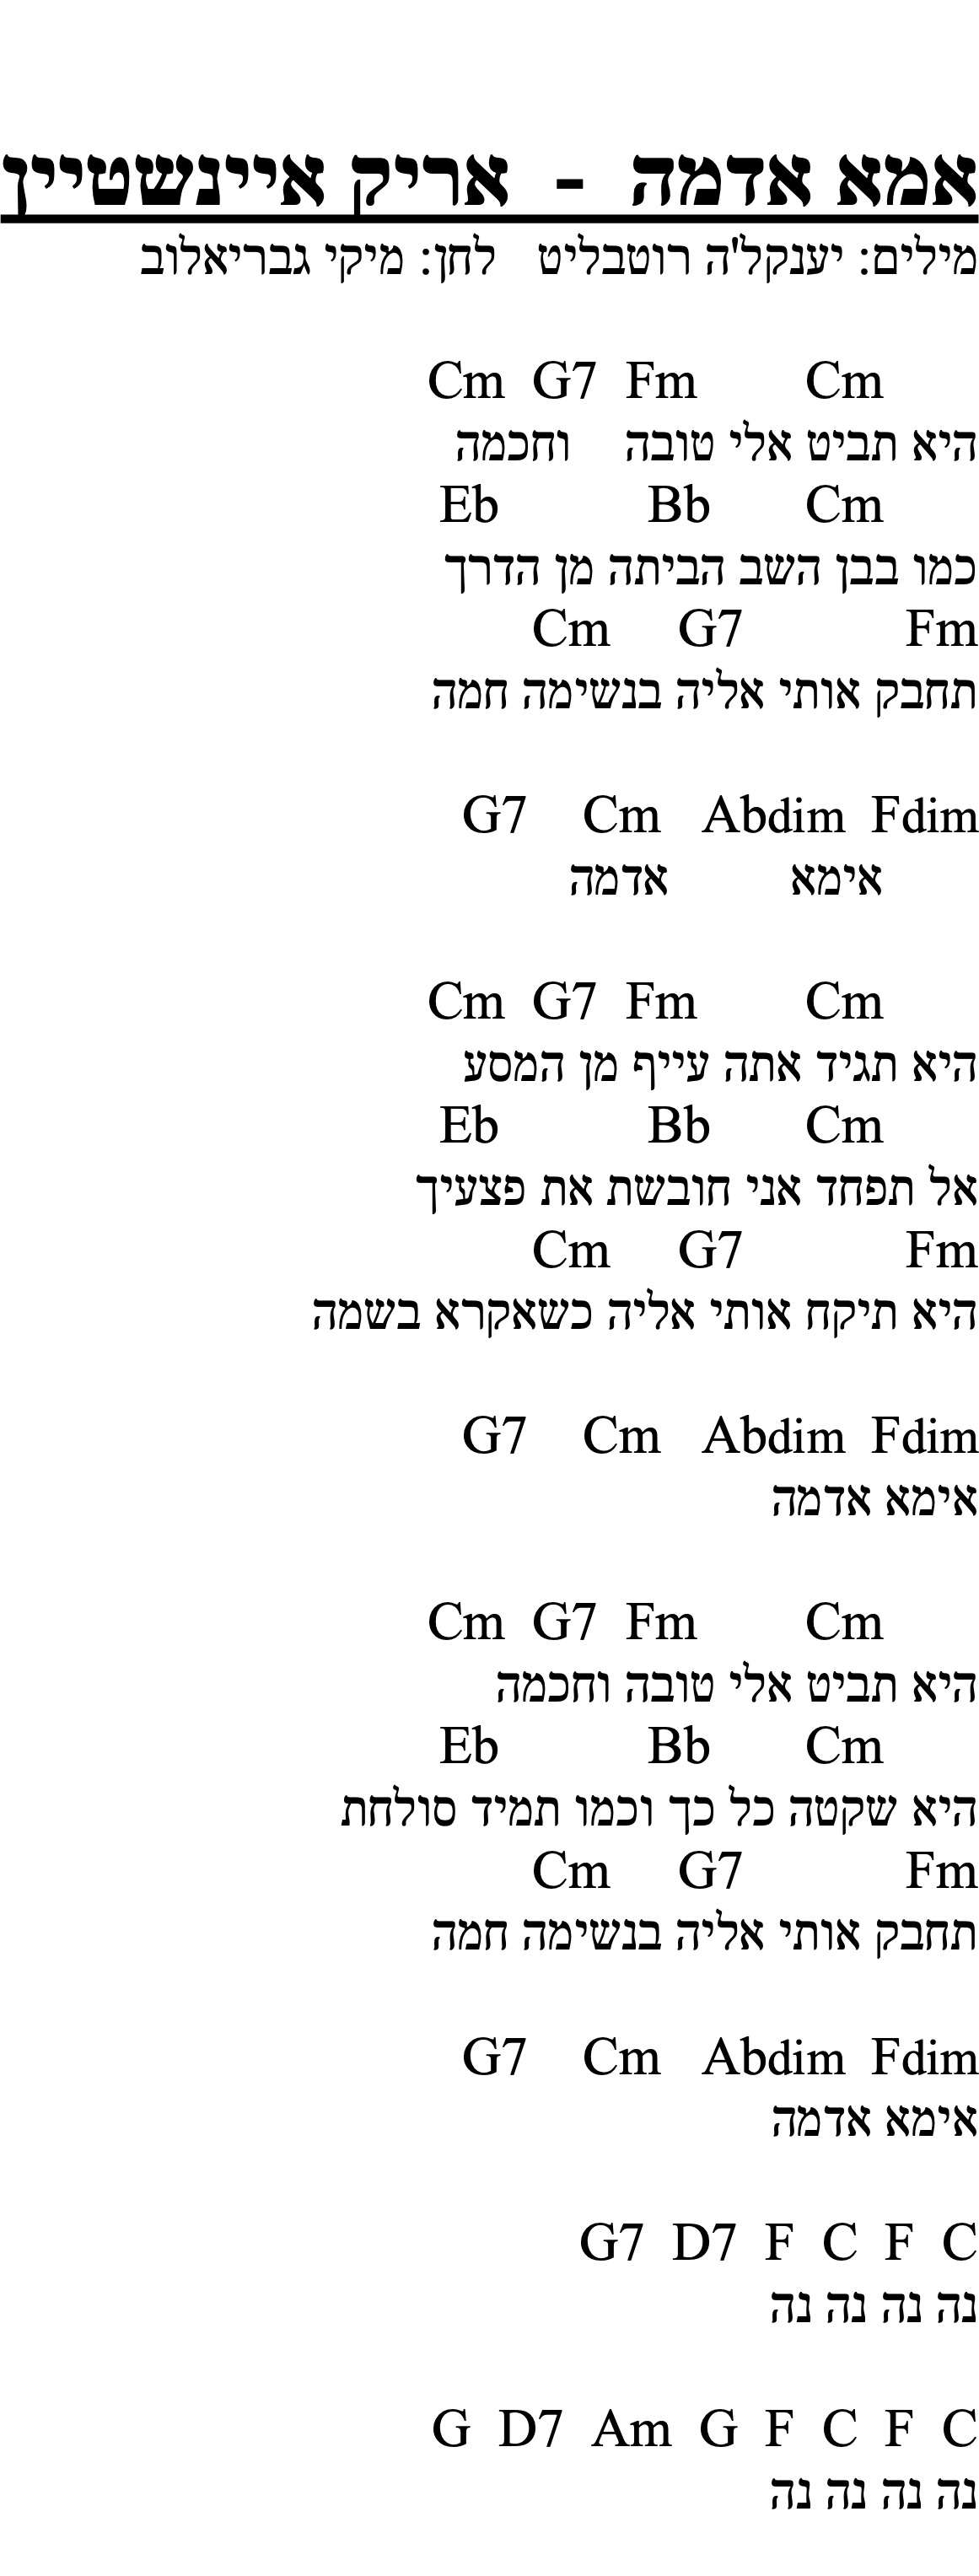 אמא אדמה - אריק איינשטיין
מילים: יענקל'ה רוטבליט   לחן: מיקי גבריאלוב
Cm G7 Fm Cm
היא תביט אלי טובה וחכמה
Eb Bb Cm
כמו בבן השב הביתה מן הדרך
Cm G7 Fm
תחבק אותי אליה בנשימה חמה
G7 Cm Abdim Fdim
אימא אדמה
Cm G7 Fm Cm
היא תגיד אתה עייף מן המסע
Eb Bb Cm
אל תפחד אני חובשת את פצעיך
Cm G7 Fm
היא תיקח אותי אליה כשאקרא בשמה
G7 Cm Abdim Fdim
אימא אדמה
Cm G7 Fm Cm
היא תביט אלי טובה וחכמה
Eb Bb Cm
היא שקטה כל כך וכמו תמיד סולחת
Cm G7 Fm
תחבק אותי אליה בנשימה חמה
G7 Cm Abdim Fdim
אימא אדמה
G7 D7 F C F C
נה נה נה נה
G D7 Am G F C F C
נה נה נה נה